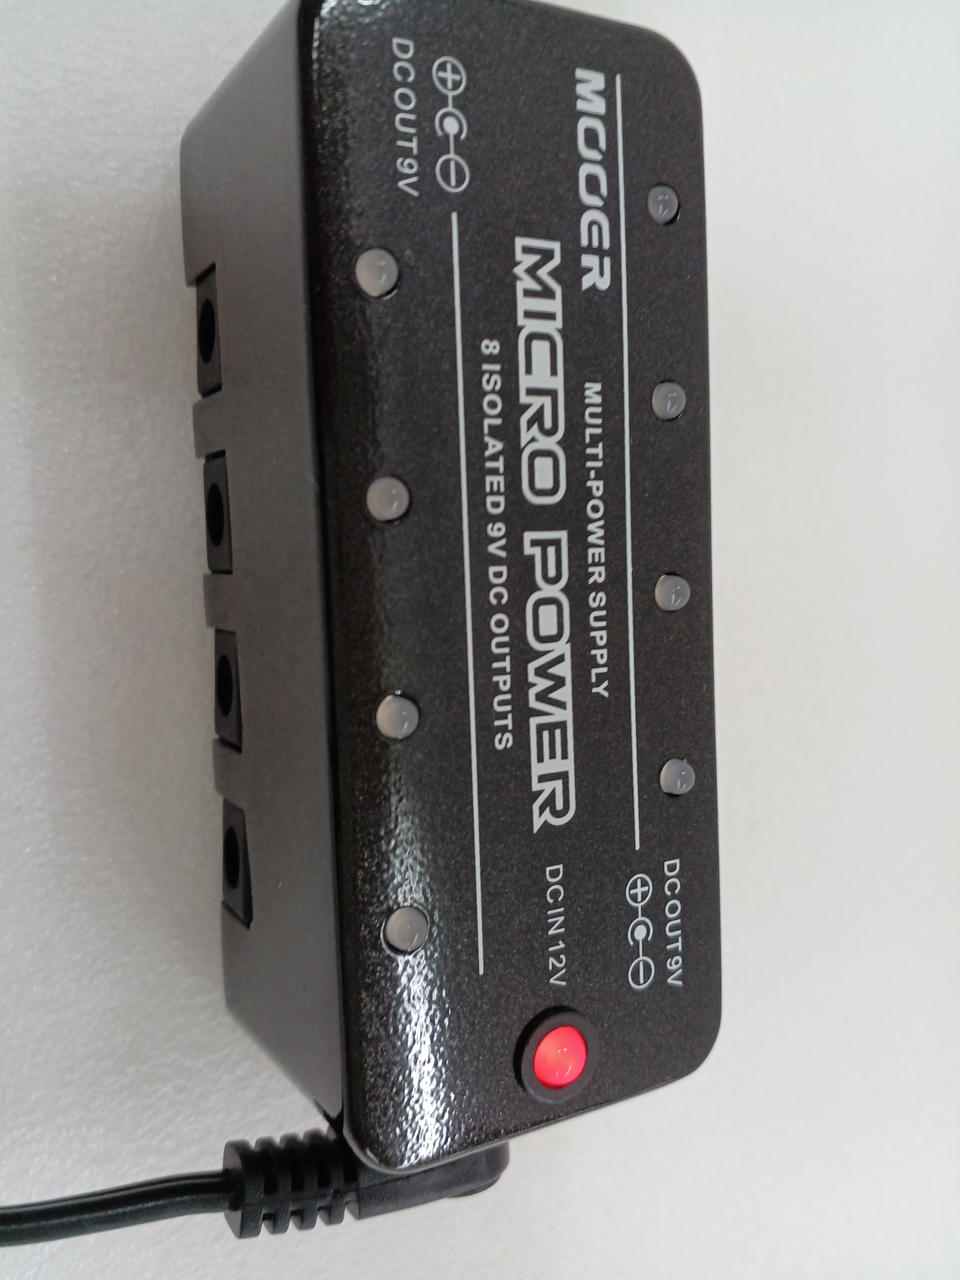 DC OUT 9V
MOOER
MULTI-POWER SUPPLY
MICRO POWER
8 ISOLATED 9V DC OUTPUTS
DC IN 12V
DC OUT 9V